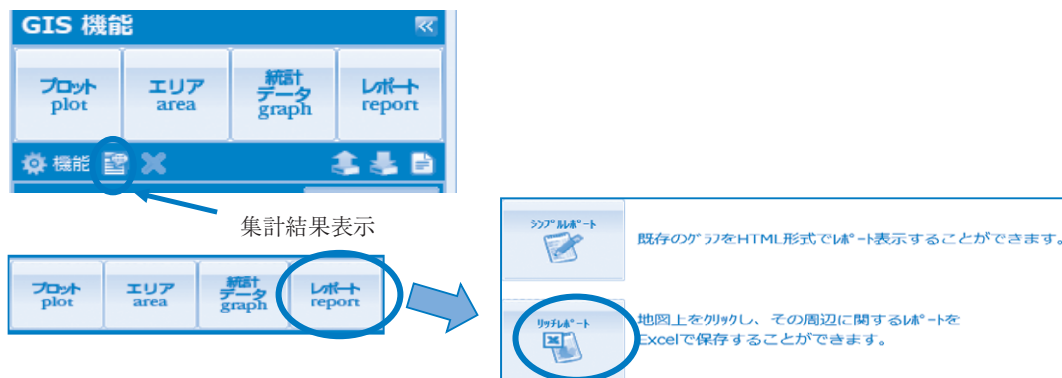 GIS 機能
プロット
plot
エリア
area
統計
データ
graph
レポート
report
機能
集計結果表示
プロット
plot
エリア
area
統計
データ
graph
レポート
report
ｼﾝﾌﾟﾙﾚﾎﾟｰﾄ
既存のｸﾞﾗﾌをHTML形式でﾚﾎﾟｰﾄ表示することができます。
ﾘｯﾁﾚﾎﾟｰﾄ
地図上をｸﾘｯｸし、その周辺に関するﾚﾎﾟｰﾄを
Excelで保存することができます。